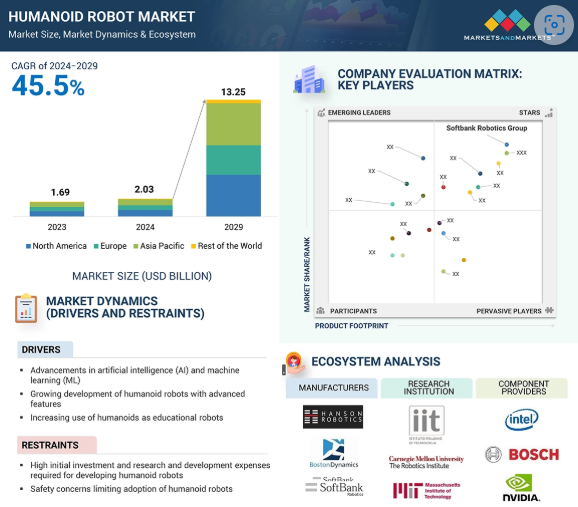 HUMANOID ROBOT MARKET
Market Size, Market Dynamics & Ecosystem
MARKETSANDMARKETS
CAGR of 2024–2029
45.5%
13.25
1.69
2.03
2023
2024
2029
North America
Europe
Asia Pacific
Rest of the World
MARKET SIZE (USD BILLION)
COMPANY EVALUATION MATRIX:
KEY PLAYERS
EMERGING LEADERS
STARS
Softbank Robotics Group
XX
XX
XXX
XX
XX
XX
XX
XX
XX
XX
XX
XX
XX
XX
XX
MARKET SHARE/RANK
PARTICIPANTS
PERVASIVE PLAYERS
PRODUCT FOOTPRINT
MARKET DYNAMICS
(DRIVERS AND RESTRAINTS)
DRIVERS
Advancements in artificial intelligence (AI) and machine
learning (ML)
Growing development of humanoid robots with advanced
features
Increasing use of humanoids as educational robots
RESTRAINTS
High initial investment and research and development expenses
required for developing humanoid robots
Safety concerns limiting adoption of humanoid robots
ECOSYSTEM ANALYSIS
MANUFACTURERS
HANSON
ROBOTICS
BostonDynamics
SoftBank
SoftBank
Robotics
RESEARCH
INSTITUTION
iit
ISTITUTO ITALIANO
DI TECNOLOGIA
Carnegie Mellon University
The Robotics Institute
Massachusetts
Institute of
Technology
COMPONENT
PROVIDERS
intel
BOSCH
NVIDIA.